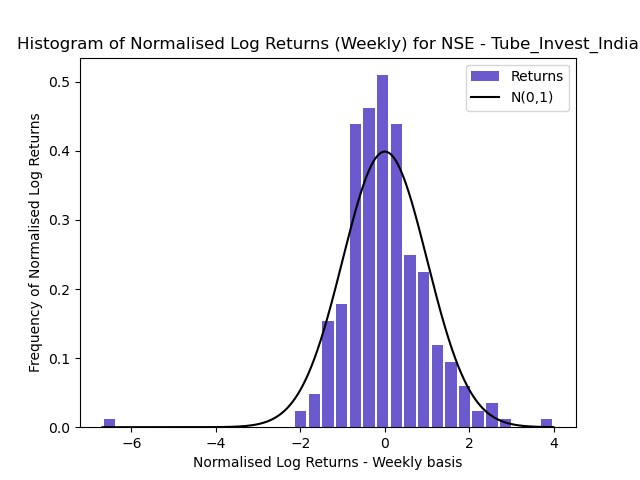 Histogram of Normalised Log Returns (Weekly) for NSE - Tube_Invest_India
Returns
N(0,1)
Frequency of Normalised Log Returns
0.5
0.4
0.3
0.2
0.1
0.0
−6
−4
−2
0
2
4
Normalised Log Returns - Weekly basis